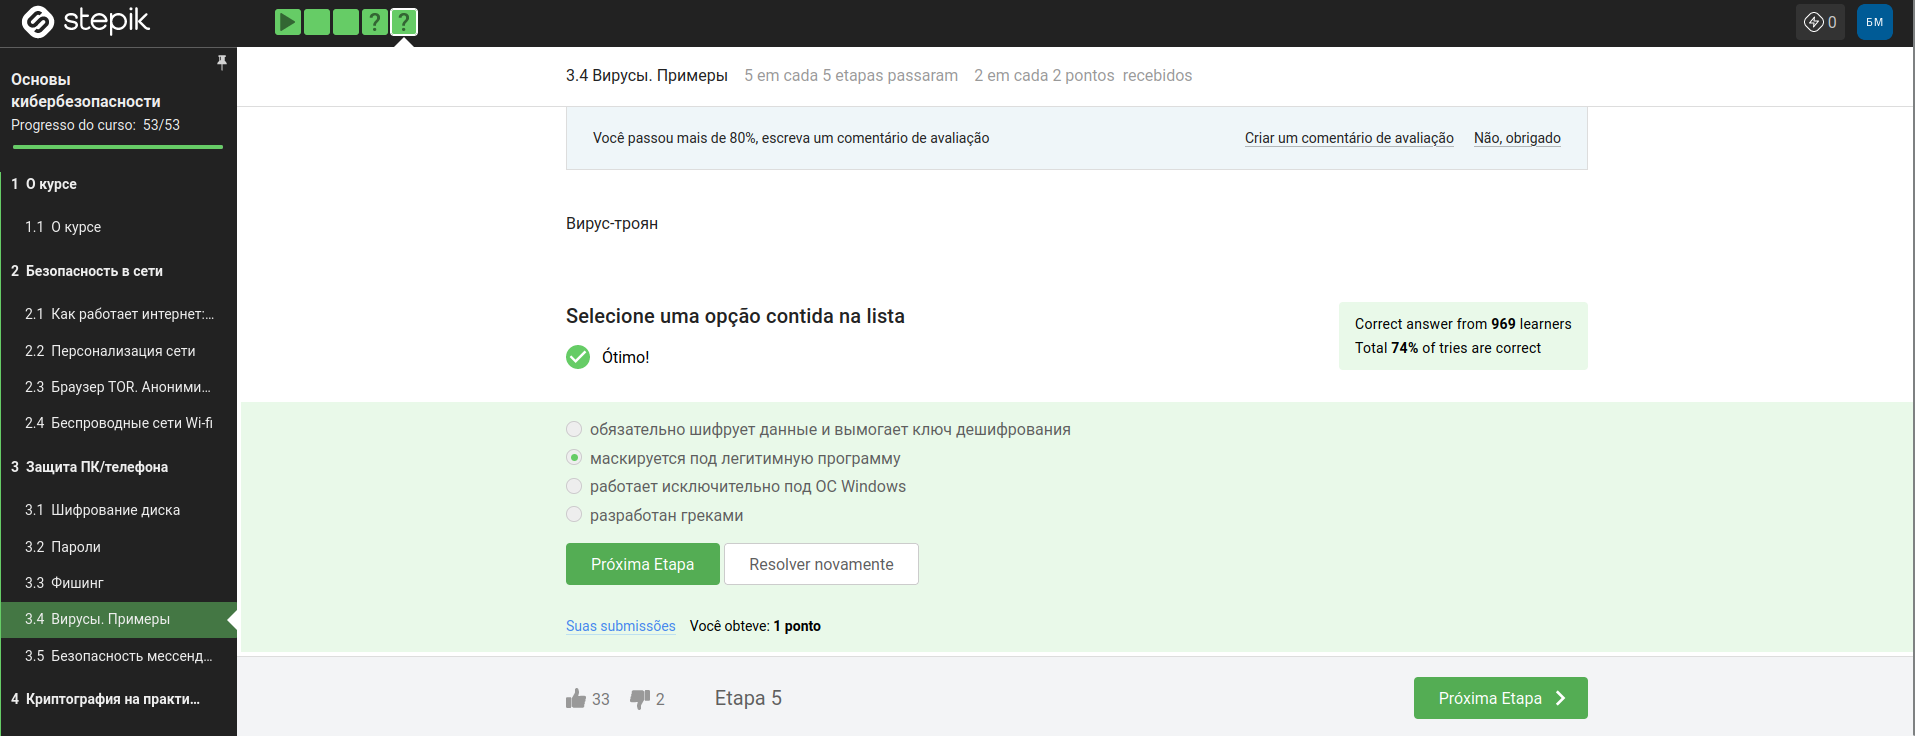 stepik
?
?
0
БМ
Основы
кибербезопасности
Progresso do curso: 53/53
1 О курсе
1.1 О курсе
2 Безопасность в сети
2.1 Как работает интернет:...
2.2 Персонализация сети
2.3 Браузер TOR. Аноними...
2.4 Беспроводные сети Wi-fi
3 Защита ПК/телефона
3.1 Шифрование диска
3.2 Пароли
3.3 Фишинг
3.4 Вирусы. Примеры
3.5 Безопасность мессенд...
4 Криптография на практи...
3.4 Вирусы. Примеры 5 em cada 5 etapas passaram 2 em cada 2 pontos recebidos
Você passou mais de 80%, escreva um comentário de avaliação Criar um comentário de avaliação Não, obrigado
Вирус-троян
Selecione uma opção contida na lista
Ótimo!
Correct answer from 969 learners
Total 74% of tries are correct
обязательно шифрует данные и вымогает ключ дешифрования
маскируется под легитимную программу
работает исключительно под ОС Windows
разработан греками
Próxima Etapa Resolver novamente
Suas submissões Você obteve: 1 ponto
33 2 Etapa 5 Próxima Etapa